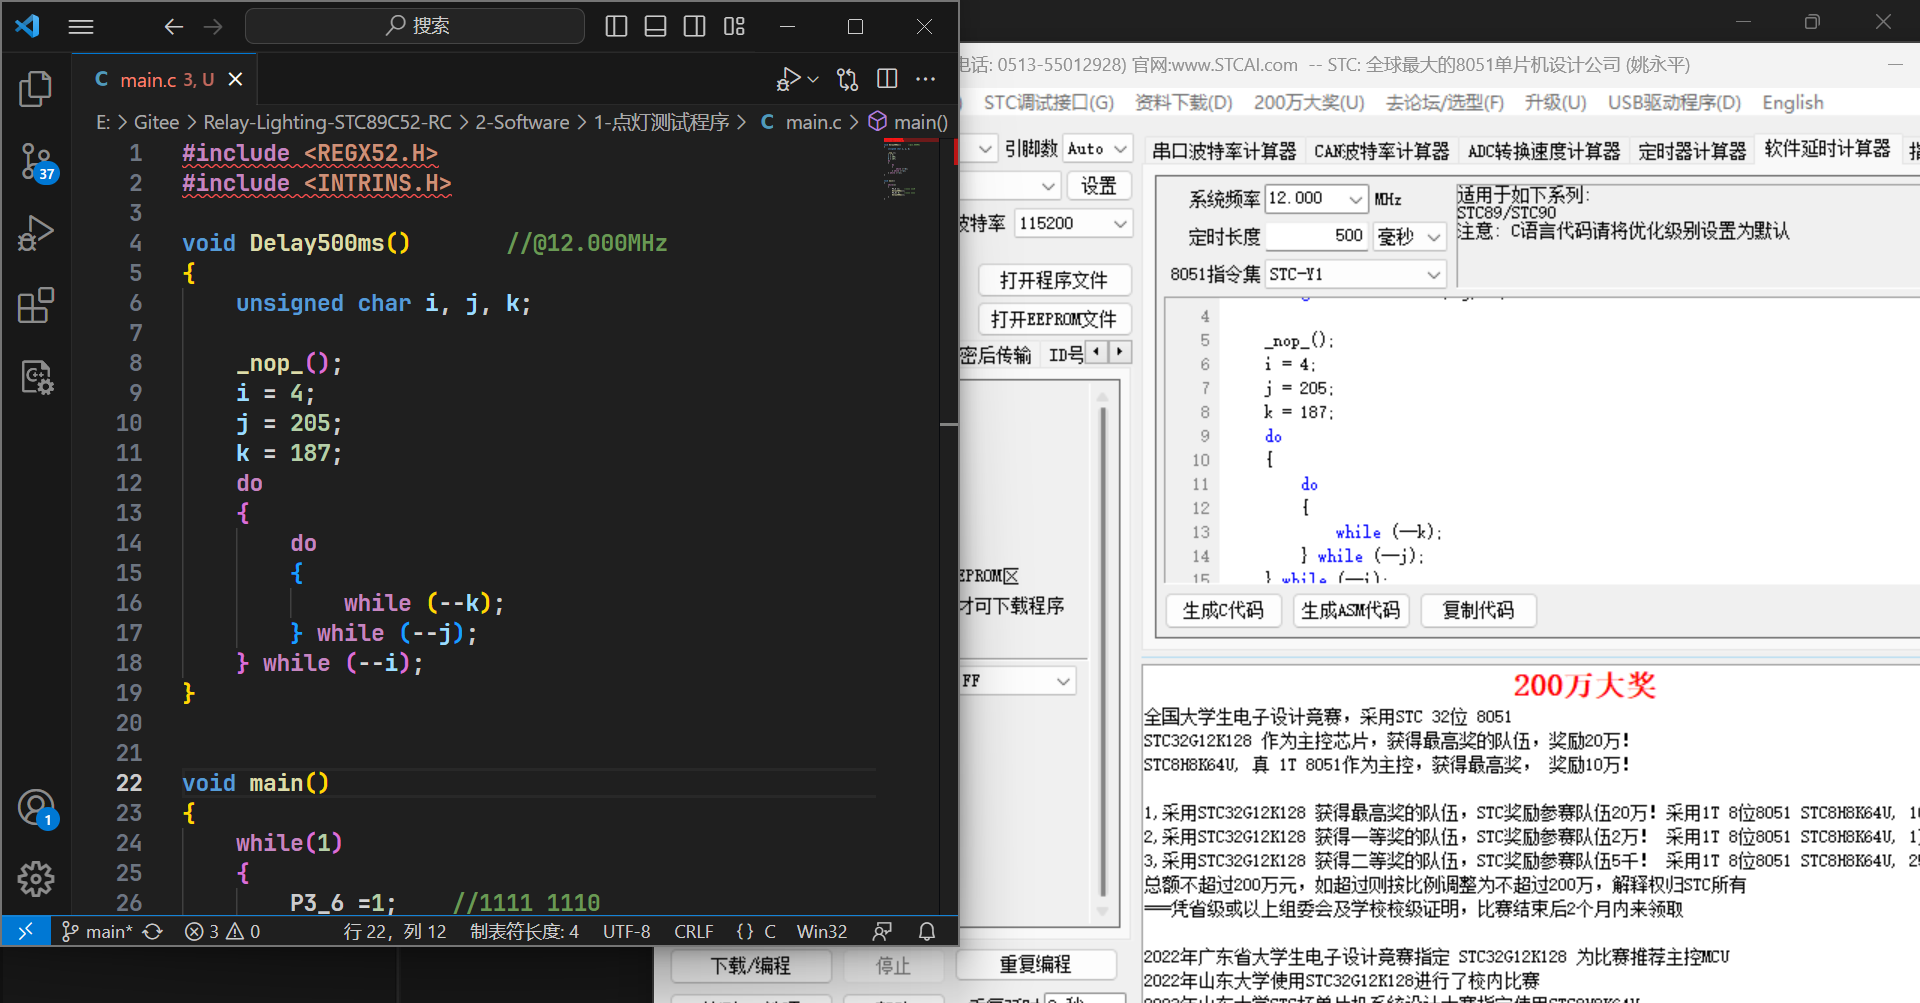 搜索
main.c 3, U
E: > Gitee > Relay-Lighting-STC89C52-RC > 2-Software > 1-点灯测试程序 > C main.c > main()
1 #include <REGX52.H>
2 #include <INTRINS.H>
3
4 void Delay500ms() //@12.000MHz
5 {
6 unsigned char i, j, k;
7
8 _nop_();
9 i = 4;
10 j = 205;
11 k = 187;
12 do
13 {
14 do
15 {
16 while (--k);
17 } while (--j);
18 } while (--i);
19 }
20
21
22 void main()
23 {
24 while(1)
25 {
26 P3_6 =1; //1111 1110
37
1
main* 3 0 行 22，列 12 制表符长度: 4 UTF-8 CRLF {} C Win32
电话: 0513-55012928) 官网:www.STCAI.com -- STC: 全球最大的8051单片机设计公司 (姚永平)
STC调试接口(G) 资料下载(D) 200万大奖(U) 去论坛/选型(F) 升级(U) USB驱动程序(D) English
引脚数 Auto
设置
波特率 115200
打开程序文件
打开EEPROM文件
密后传输 ID号
EPROM区
才可下载程序
FF
串口波特率计算器 CAN波特率计算器 ADC转换速度计算器 定时器计算器 软件延时计算器
系统频率 12.000 MHz
定时长度 500 毫秒
8051指令集 STC-Y1
适用于如下系列:
STC89/STC90
注意: C语言代码请将优化级别设置为默认
4
5 _nop_();
6 i = 4;
7 j = 205;
8 k = 187;
9 do
10 {
11 do
12 {
13 while (--k);
14 } while (--j);
15 } while (--i);
生成C代码 生成ASM代码 复制代码
200万大奖
全国大学生电子设计竞赛，采用STC 32位 8051
STC32G12K128 作为主控芯片，获得最高奖的队伍，奖励20万！
STC8H8K64U, 真 1T 8051作为主控，获得最高奖， 奖励10万！
1,采用STC32G12K128 获得最高奖的队伍，STC奖励参赛队伍20万！采用1T 8位8051 STC8H8K64U,
2,采用STC32G12K128 获得一等奖的队伍，STC奖励参赛队伍2万！ 采用1T 8位8051 STC8H8K64U,
3,采用STC32G12K128 获得二等奖的队伍，STC奖励参赛队伍5千！ 采用1T 8位8051 STC8H8K64U,
总额不超过200万元，如超过则按比例调整为不超过200万，解释权归STC所有
===凭省级或以上组委会及学校校级证明，比赛结束后2个月内来领取
2022年广东省大学生电子设计竞赛指定 STC32G12K128 为比赛推荐主控MCU
2022年山东大学使用STC32G12K128进行了校内比赛
下载/编程 停止 重复编程